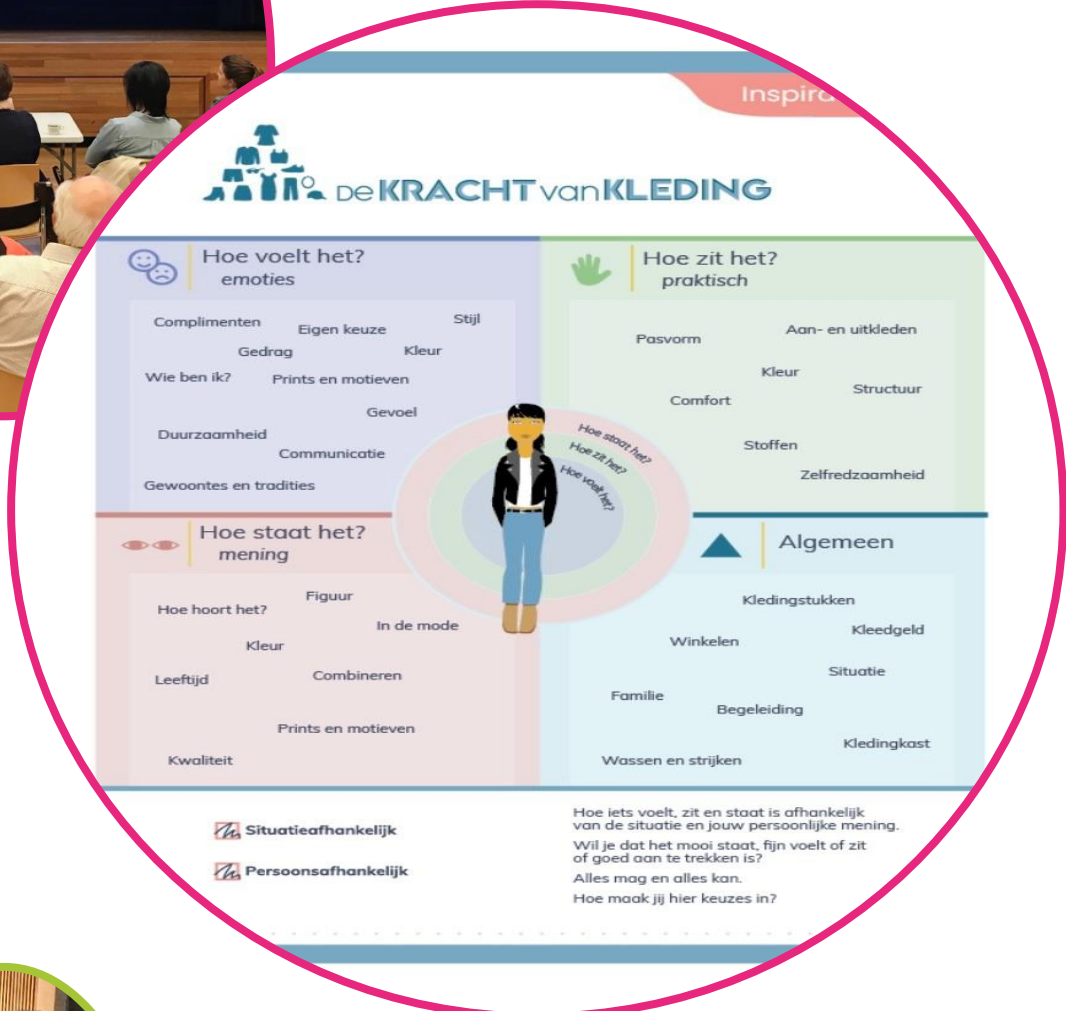 De KRACHT van KLEDING
Hoe voelt het?
emoties
Complimenten
Eigen keuze
Stijl
Gedrag
Kleur
Wie ben ik?
Prints en motieven
Gevoel
Duurzaamheid
Communicatie
Gewoontes en tradities
Hoe zit het?
praktisch
Pasvorm
Aan- en uitkleden
Kleur
Comfort
Structuur
Stoffen
Zelfredzaamheid
Hoe staat het?
Hoe zit het?
Hoe voelt het?
Hoe staat het?
mening
Hoe hoort het?
Figuur
In de mode
Kleur
Leeftijd
Combineren
Prints en motieven
Kwaliteit
Algemeen
Kledingstukken
Winkelen
Kleedgeld
Situatie
Familie
Begeleiding
Kledingkast
Wassen en strijken
Situatieafhankelijk
Persoonsafhankelijk
Hoe iets voelt, zit en staat is afhankelijk
van de situatie en jouw persoonlijke mening.
Wil je dat het mooi staat, fijn voelt of zit
of goed aan te trekken is?
Alles mag en alles kan.
Hoe maak jij hier keuzes in?